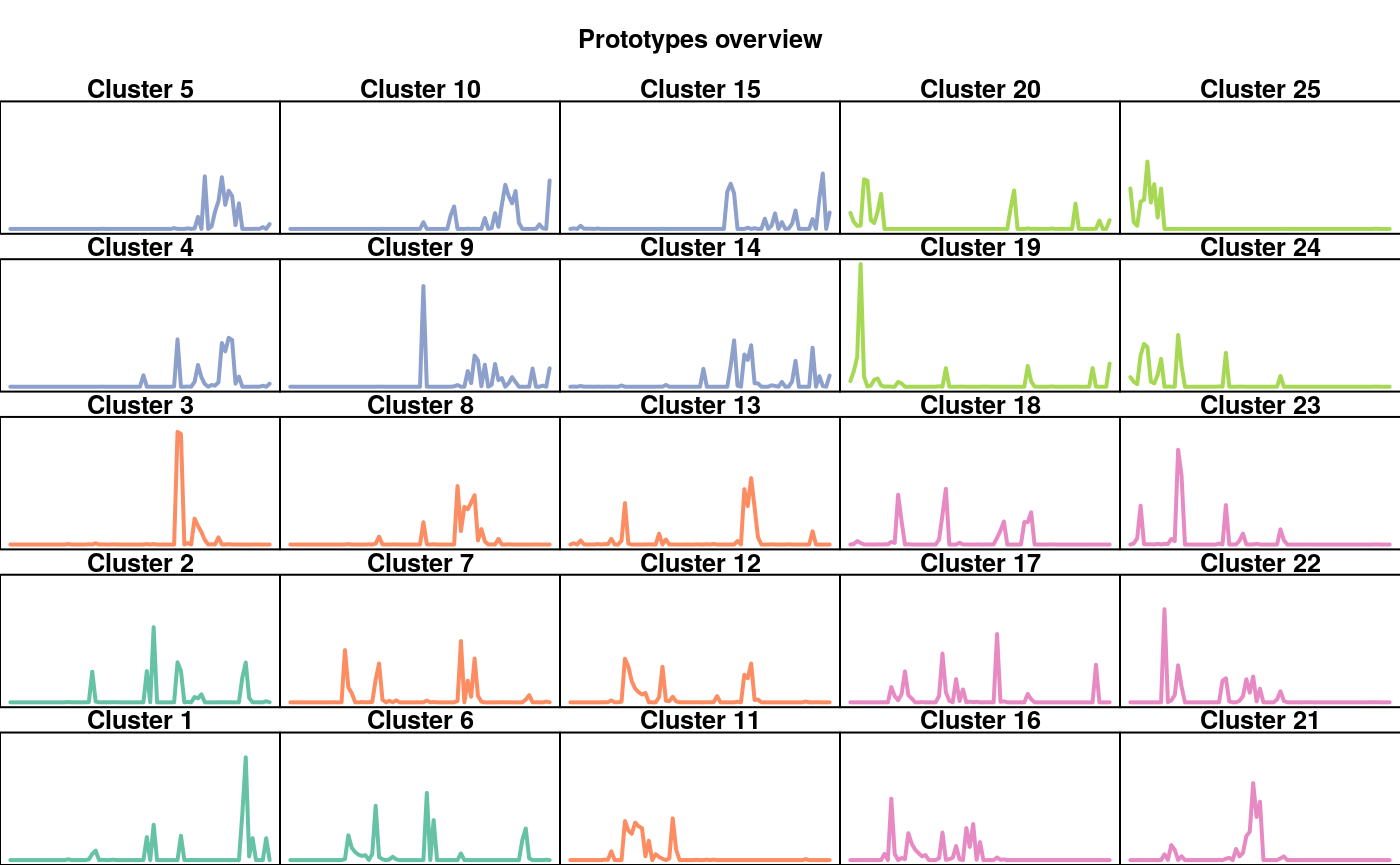 Prototypes overview
Cluster 5 Cluster 10 Cluster 15 Cluster 20 Cluster 25
Cluster 4 Cluster 9 Cluster 14 Cluster 19 Cluster 24
Cluster 3 Cluster 8 Cluster 13 Cluster 18 Cluster 23
Cluster 2 Cluster 7 Cluster 12 Cluster 17 Cluster 22
Cluster 1 Cluster 6 Cluster 11 Cluster 16 Cluster 21